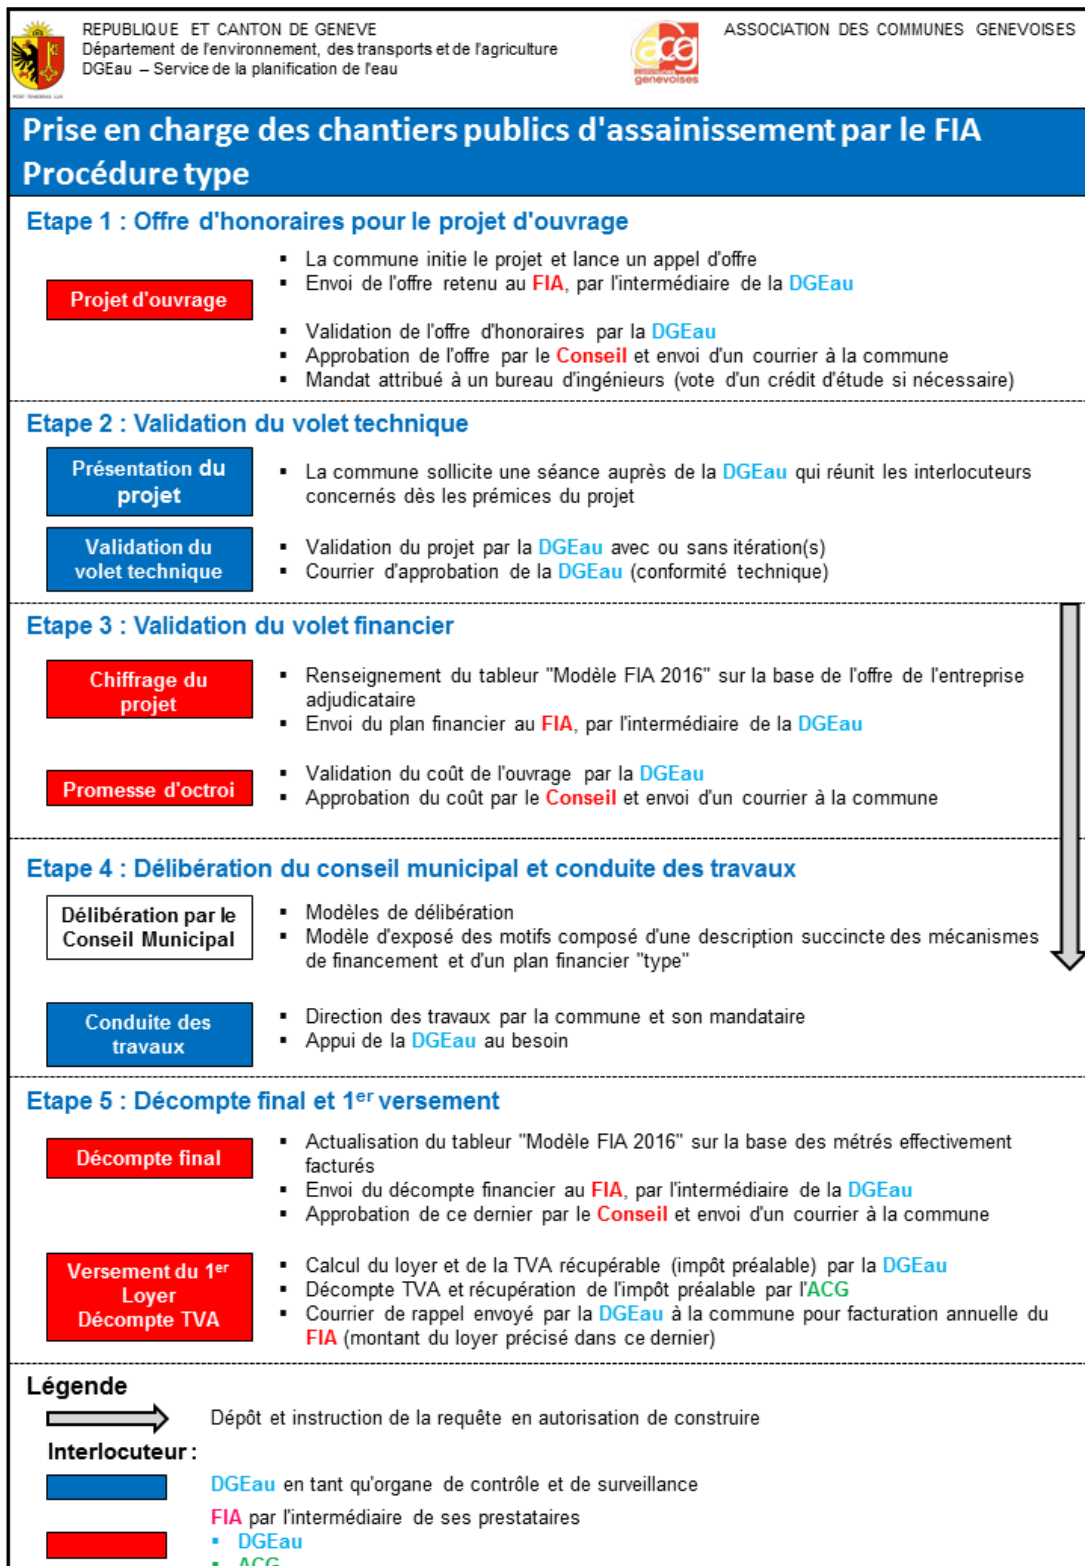 REPUBLIQUE ET CANTON DE GENEVE
Département de l'environnement, des transports et de l'agriculture
DGEau – Service de la planification de l'eau
POST TENEBRAS LUX
acg
communes
genevoises
ASSOCIATION DES COMMUNES GENEVOISES
Prise en charge des chantiers publics d'assainissement par le FIA
Procédure type
Etape 1 : Offre d'honoraires pour le projet d'ouvrage
Projet d'ouvrage
▪ La commune initie le projet et lance un appel d'offre
▪ Envoi de l'offre retenu au FIA, par l'intermédiaire de la DGEau
▪ Validation de l'offre d'honoraires par la DGEau
▪ Approbation de l'offre par le Conseil et envoi d'un courrier à la commune
▪ Mandat attribué à un bureau d'ingénieurs (vote d'un crédit d'étude si nécessaire)
Etape 2 : Validation du volet technique
Présentation du
projet
▪ La commune sollicite une séance auprès de la DGEau qui réunit les interlocuteurs
concernés dès les prémices du projet
Validation du
volet technique
▪ Validation du projet par la DGEau avec ou sans itération(s)
▪ Courrier d'approbation de la DGEau (conformité technique)
Etape 3 : Validation du volet financier
Chiffrage du
projet
▪ Renseignement du tableur "Modèle FIA 2016" sur la base de l'offre de l'entreprise
adjudicataire
▪ Envoi du plan financier au FIA, par l'intermédiaire de la DGEau
Promesse d'octroi
▪ Validation du coût de l'ouvrage par la DGEau
▪ Approbation du coût par le Conseil et envoi d'un courrier à la commune
Etape 4 : Délibération du conseil municipal et conduite des travaux
Délibération par le
Conseil Municipal
▪ Modèles de délibération
▪ Modèle d'exposé des motifs composé d'une description succincte des mécanismes
de financement et d'un plan financier "type"
Conduite des
travaux
▪ Direction des travaux par la commune et son mandataire
▪ Appui de la DGEau au besoin
Etape 5 : Décompte final et 1er versement
Décompte final
▪ Actualisation du tableur "Modèle FIA 2016" sur la base des métrés effectivement
facturés
▪ Envoi du décompte financier au FIA, par l'intermédiaire de la DGEau
▪ Approbation de ce dernier par le Conseil et envoi d'un courrier à la commune
Versement du 1er
Loyer
Décompte TVA
▪ Calcul du loyer et de la TVA récupérable (impôt préalable) par la DGEau
▪ Décompte TVA et récupération de l'impôt préalable par l'ACG
▪ Courrier de rappel envoyé par la DGEau à la commune pour facturation annuelle du
FIA (montant du loyer précisé dans ce dernier)
Légende
Dépôt et instruction de la requête en autorisation de construire
Interlocuteur :
DGEau en tant qu'organe de contrôle et de surveillance
FIA par l'intermédiaire de ses prestataires
▪ DGEau
▪ ACG